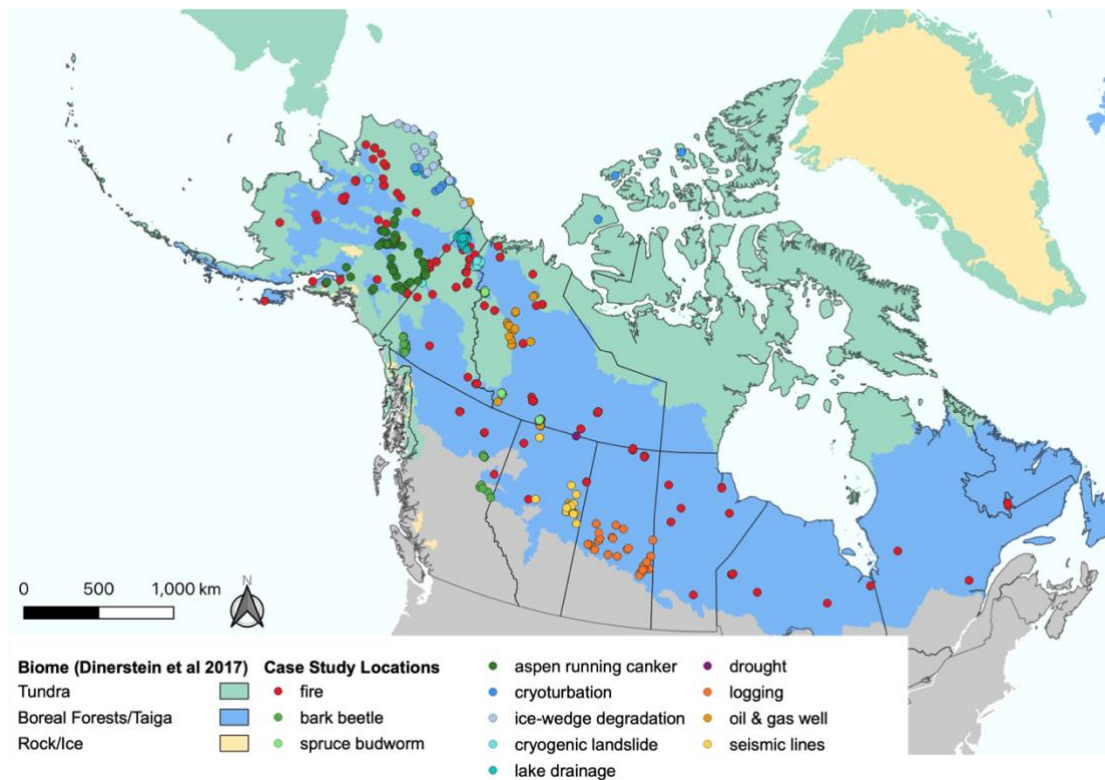 N
0 500 1,000 km
Biome (Dinerstein et al 2017)
Tundra
Boreal Forests/Taiga
Rock/Ice
Case Study Locations
fire
bark beetle
spruce budworm
aspen running canker
cryoturbation
ice-wedge degradation
cryogenic landslide
lake drainage
drought
logging
oil & gas well
seismic lines